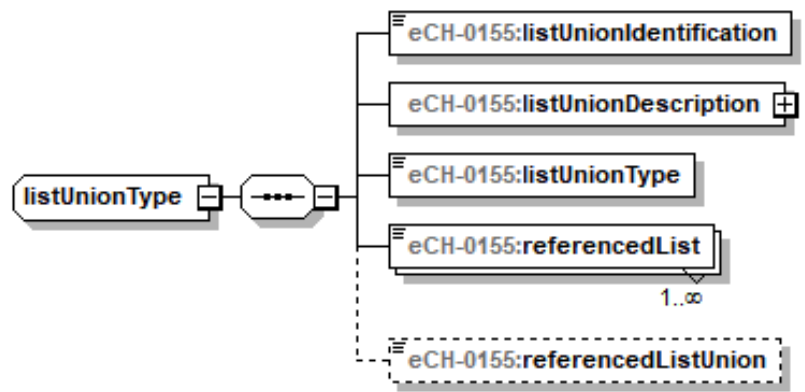 eCH-0155:listUnionIdentification
eCH-0155:listUnionDescription
listUnionType
eCH-0155:listUnionType
eCH-0155:referencedList
1..∞
eCH-0155:referencedListUnion